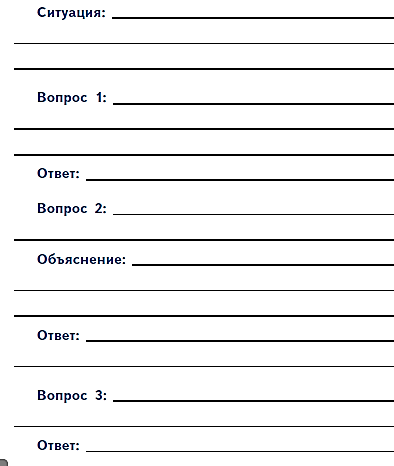 Ситуация:
Вопрос 1:
Ответ:
Вопрос 2:
Объяснение:
Ответ:
Вопрос 3:
Ответ: